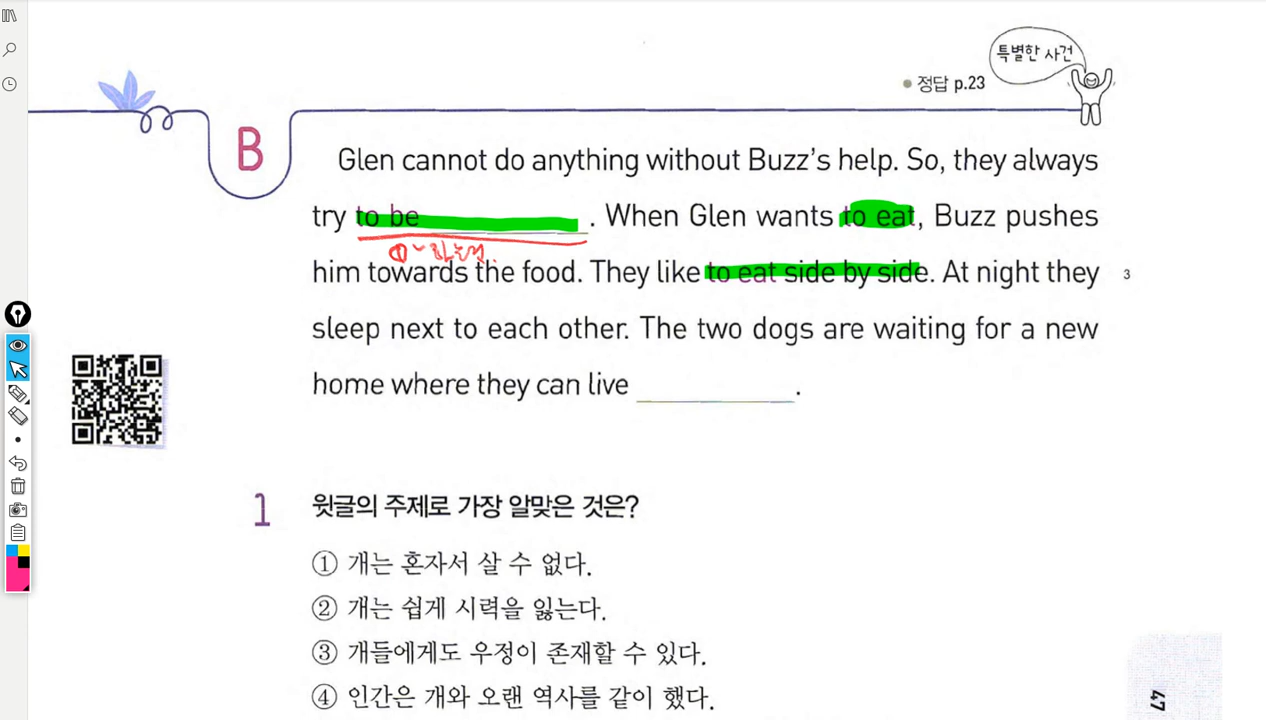 특별한 사건
정답 p.23
B
Glen cannot do anything without Buzz's help. So, they always
try to be __________ . When Glen wants to eat, Buzz pushes
him towards the food. They like to eat side by side. At night they
3
sleep next to each other. The two dogs are waiting for a new
home where they can live __________ .
1 윗글의 주제로 가장 알맞은 것은?
① 개는 혼자서 살 수 없다.
② 개는 쉽게 시력을 잃는다.
③ 개들에게도 우정이 존재할 수 있다.
④ 인간은 개와 오랜 역사를 같이 했다.
47